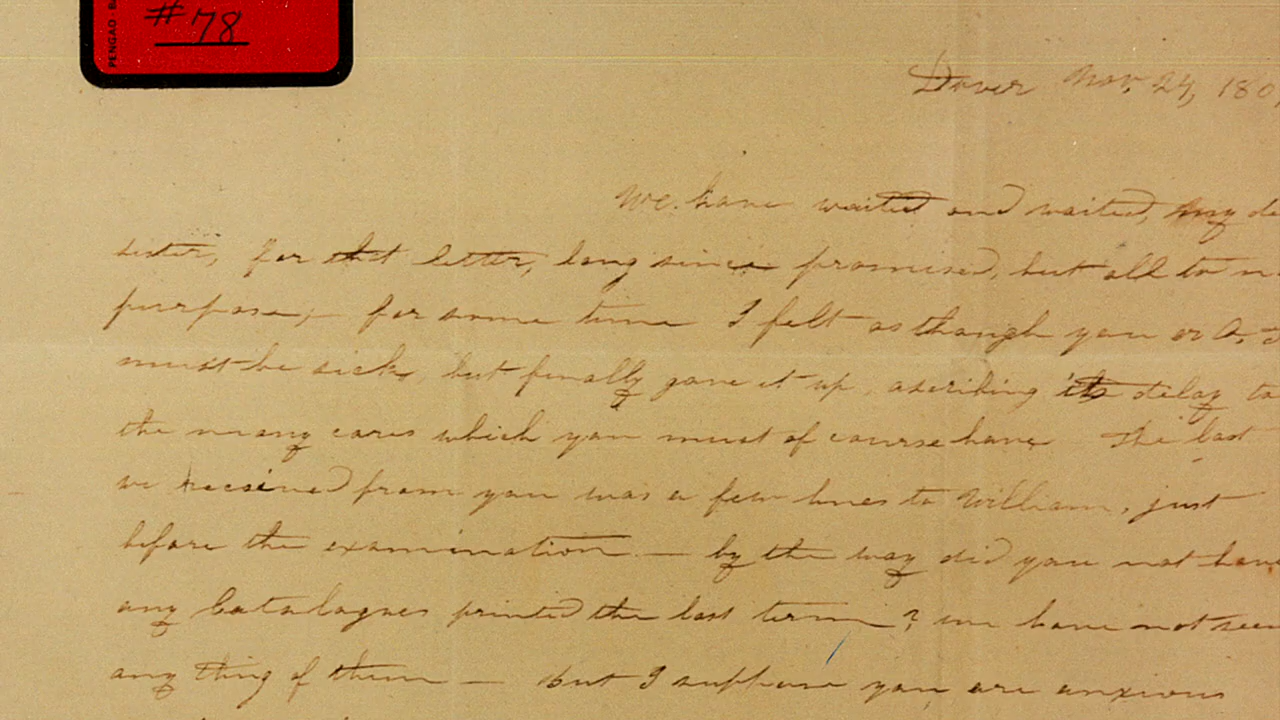 PENGAD · B
#78
Dover Nov. 24, 180
We have waited and waited, my de
sister, for that letter, long since promised, but all to n
purpose, - for some time I felt as though you or A.
must be sick, but finally gave it up, ascribing its delay to
the many cares which you must of course have The last
we received from you was a few lines to William, just
before the examination — by the way did you not have
any Catalogues printed the last term? we have not seen
any thing of them — but I suppose you are anxious